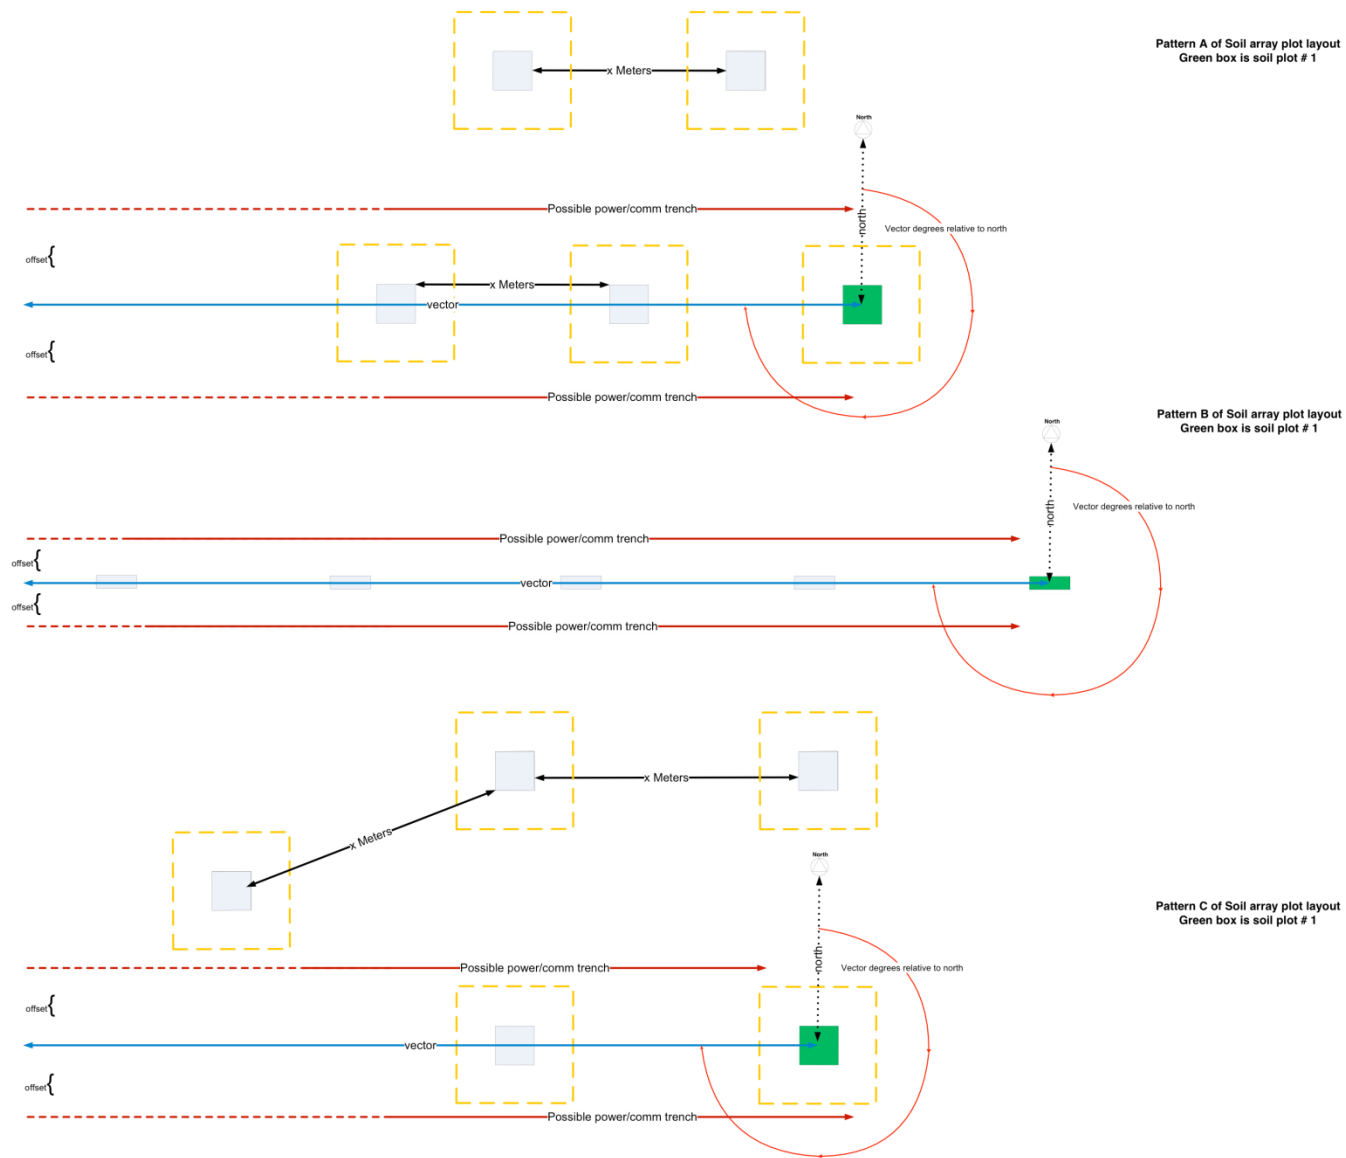 Pattern A of Soil array plot layout
Green box is soil plot # 1
x Meters
North
Possible power/comm trench
north
Vector degrees relative to north
offset{
x Meters
vector
offset{
Possible power/comm trench
Pattern B of Soil array plot layout
Green box is soil plot # 1
North
Vector degrees relative to north
north
Possible power/comm trench
offset{
vector
offset{
Possible power/comm trench
x Meters
x Meters
North
Pattern C of Soil array plot layout
Green box is soil plot # 1
north
Possible power/comm trench
Vector degrees relative to north
offset{
vector
offset{
Possible power/comm trench